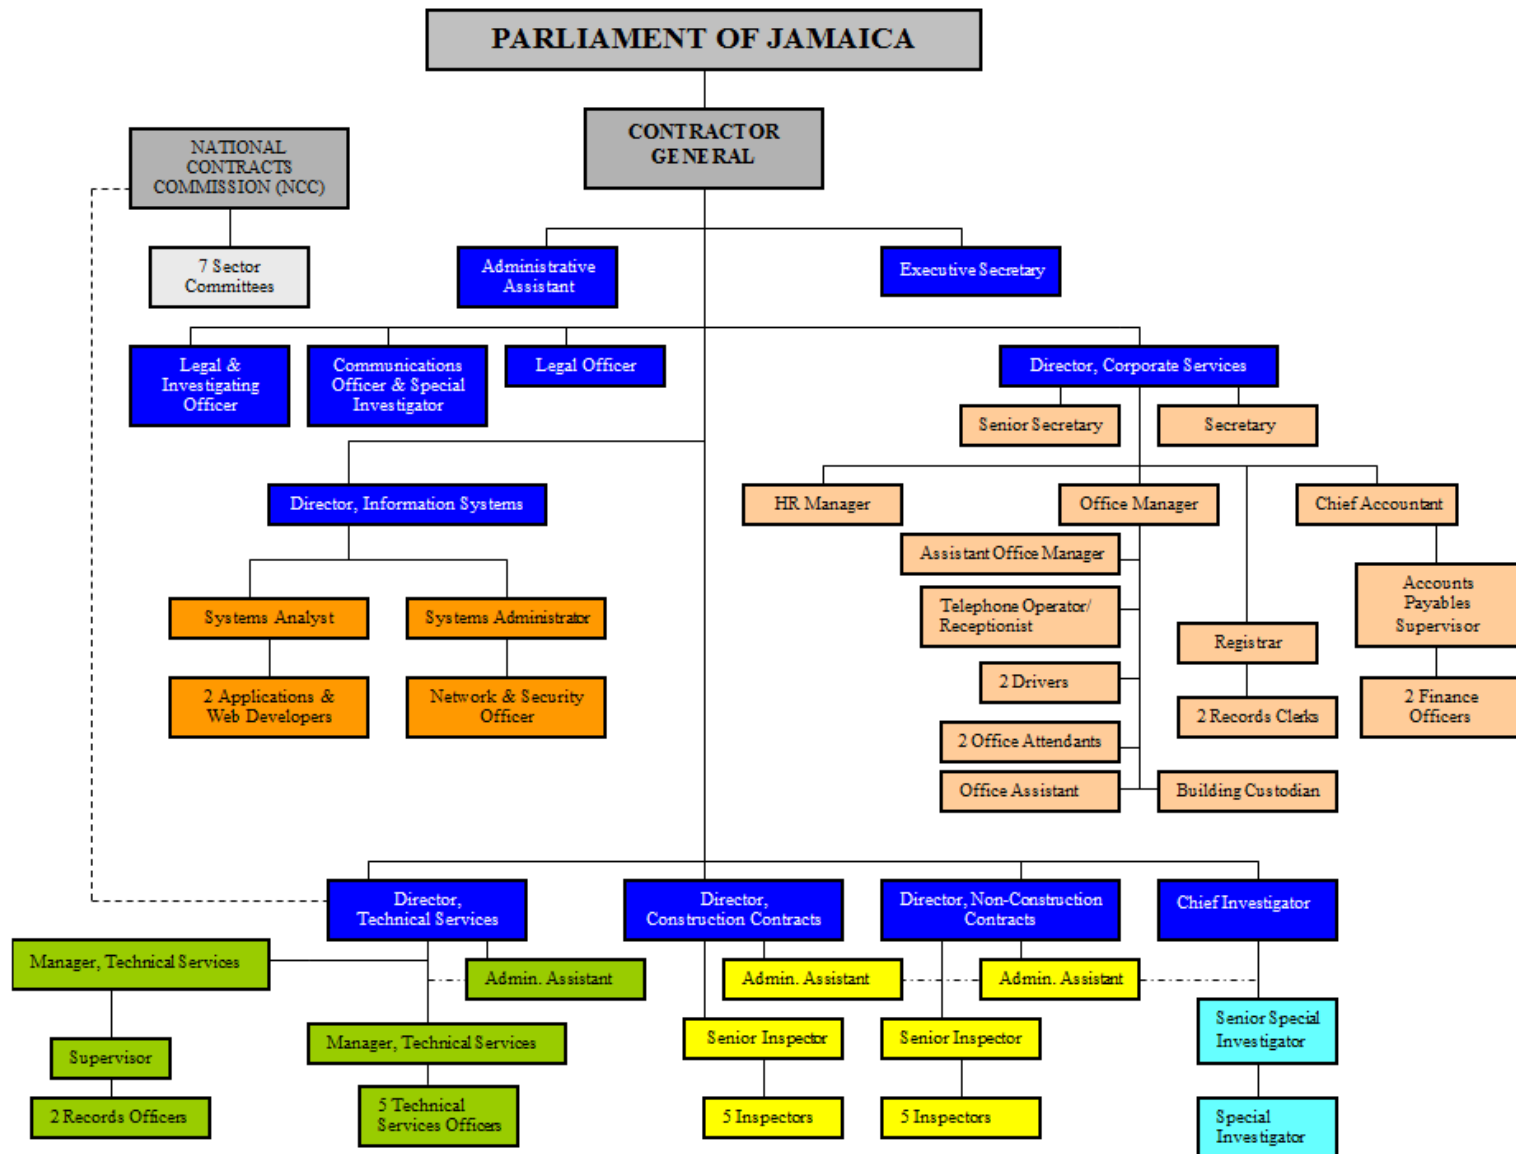 PARLIAMENT OF JAMAICA
CONTRACTOR
GENERAL
NATIONAL
CONTRACTS
COMMISSION (NCC)
7 Sector
Committees
Administrative
Assistant
Executive Secretary
Legal &
Investigating
Officer
Communications
Officer & Special
Investigator
Legal Officer
Director, Corporate Services
Senior Secretary
Secretary
Director, Information Systems
HR Manager
Office Manager
Chief Accountant
Assistant Office Manager
Telephone Operator/
Receptionist
2 Drivers
2 Office Attendants
Office Assistant
Building Custodian
Registrar
2 Records Clerks
Accounts
Payables
Supervisor
2 Finance
Officers
Systems Analyst
Systems Administrator
2 Applications &
Web Developers
Network & Security
Officer
Director,
Technical Services
Director,
Construction Contracts
Director, Non-Construction
Contracts
Chief Investigator
Manager, Technical Services
Admin. Assistant
Admin. Assistant
Admin. Assistant
Supervisor
2 Records Officers
Manager, Technical Services
5 Technical
Services Officers
Senior Inspector
5 Inspectors
Senior Inspector
5 Inspectors
Senior Special
Investigator
Special
Investigator